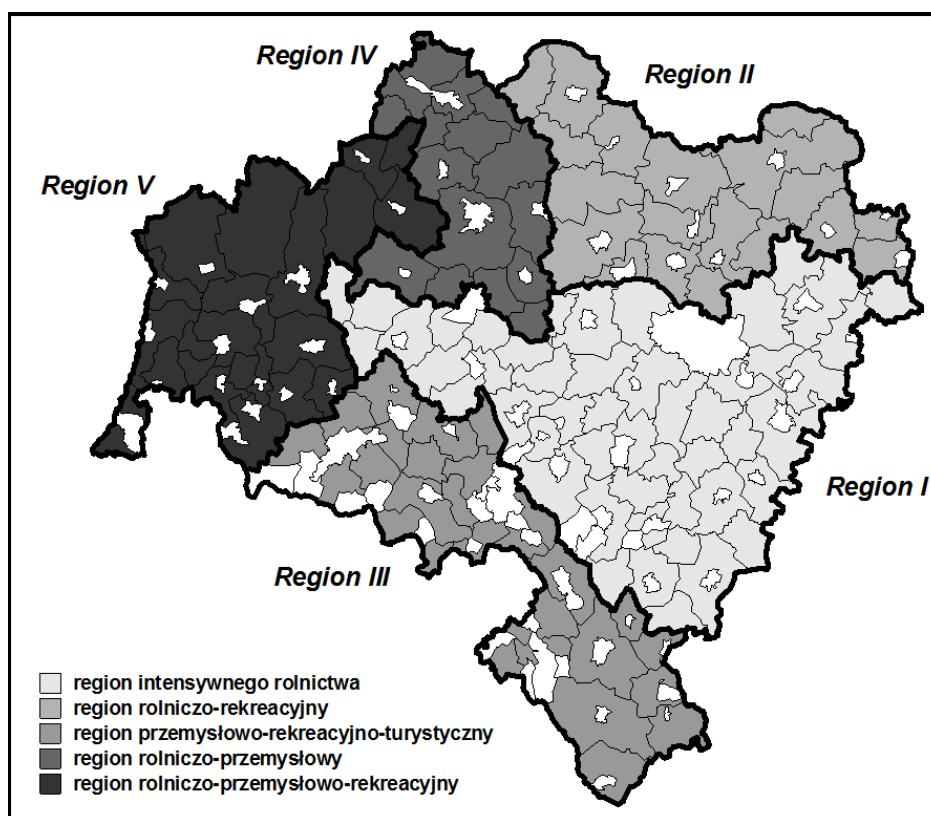 Region IV
Region II
Region V
Region I
Region III
region intensywnego rolnictwa
region rolniczo-rekreacyjny
region przemysłowo-rekreacyjno-turystyczny
region rolniczo-przemysłowy
region rolniczo-przemysłowo-rekreacyjny